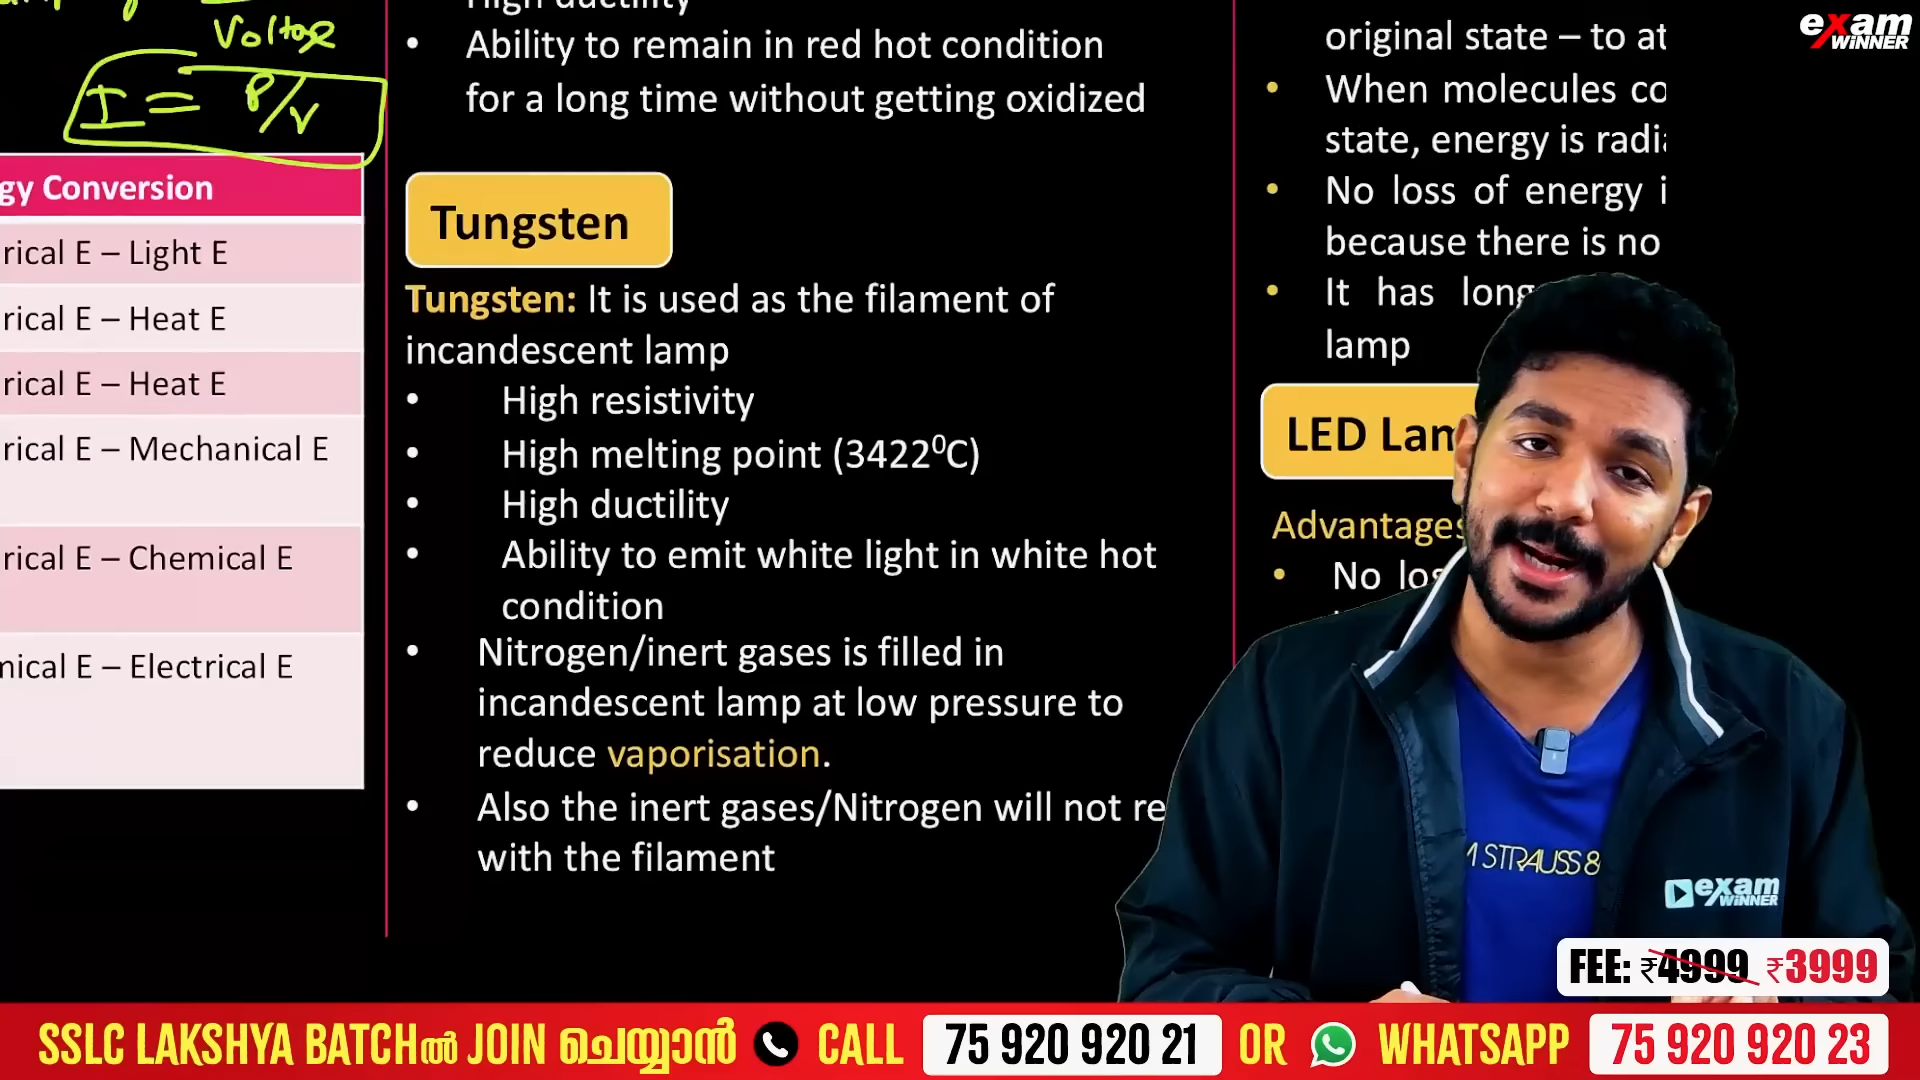 Voltage
I = P/V
gy Conversion
rical E – Light E
rical E – Heat E
rical E – Heat E
rical E – Mechanical E
rical E – Chemical E
mical E – Electrical E
High ductility
• Ability to remain in red hot condition
for a long time without getting oxidized
Tungsten
Tungsten: It is used as the filament of
incandescent lamp
• High resistivity
• High melting point (3422⁰C)
• High ductility
• Ability to emit white light in white hot
condition
• Nitrogen/inert gases is filled in
incandescent lamp at low pressure to
reduce vaporisation.
• Also the inert gases/Nitrogen will not re
with the filament
original state – to at
• When molecules co
state, energy is radi
• No loss of energy i
because there is no
• It has long
lamp
LED Lam
Advantages
• No los
exam
WINNER
M STRAUSS &
exam
WINNER
FEE: ₹4999 ₹3999
SSLC LAKSHYA BATCHൽ JOIN ചെയ്യാൻ CALL 75 920 920 21 OR WHATSAPP 75 920 920 23